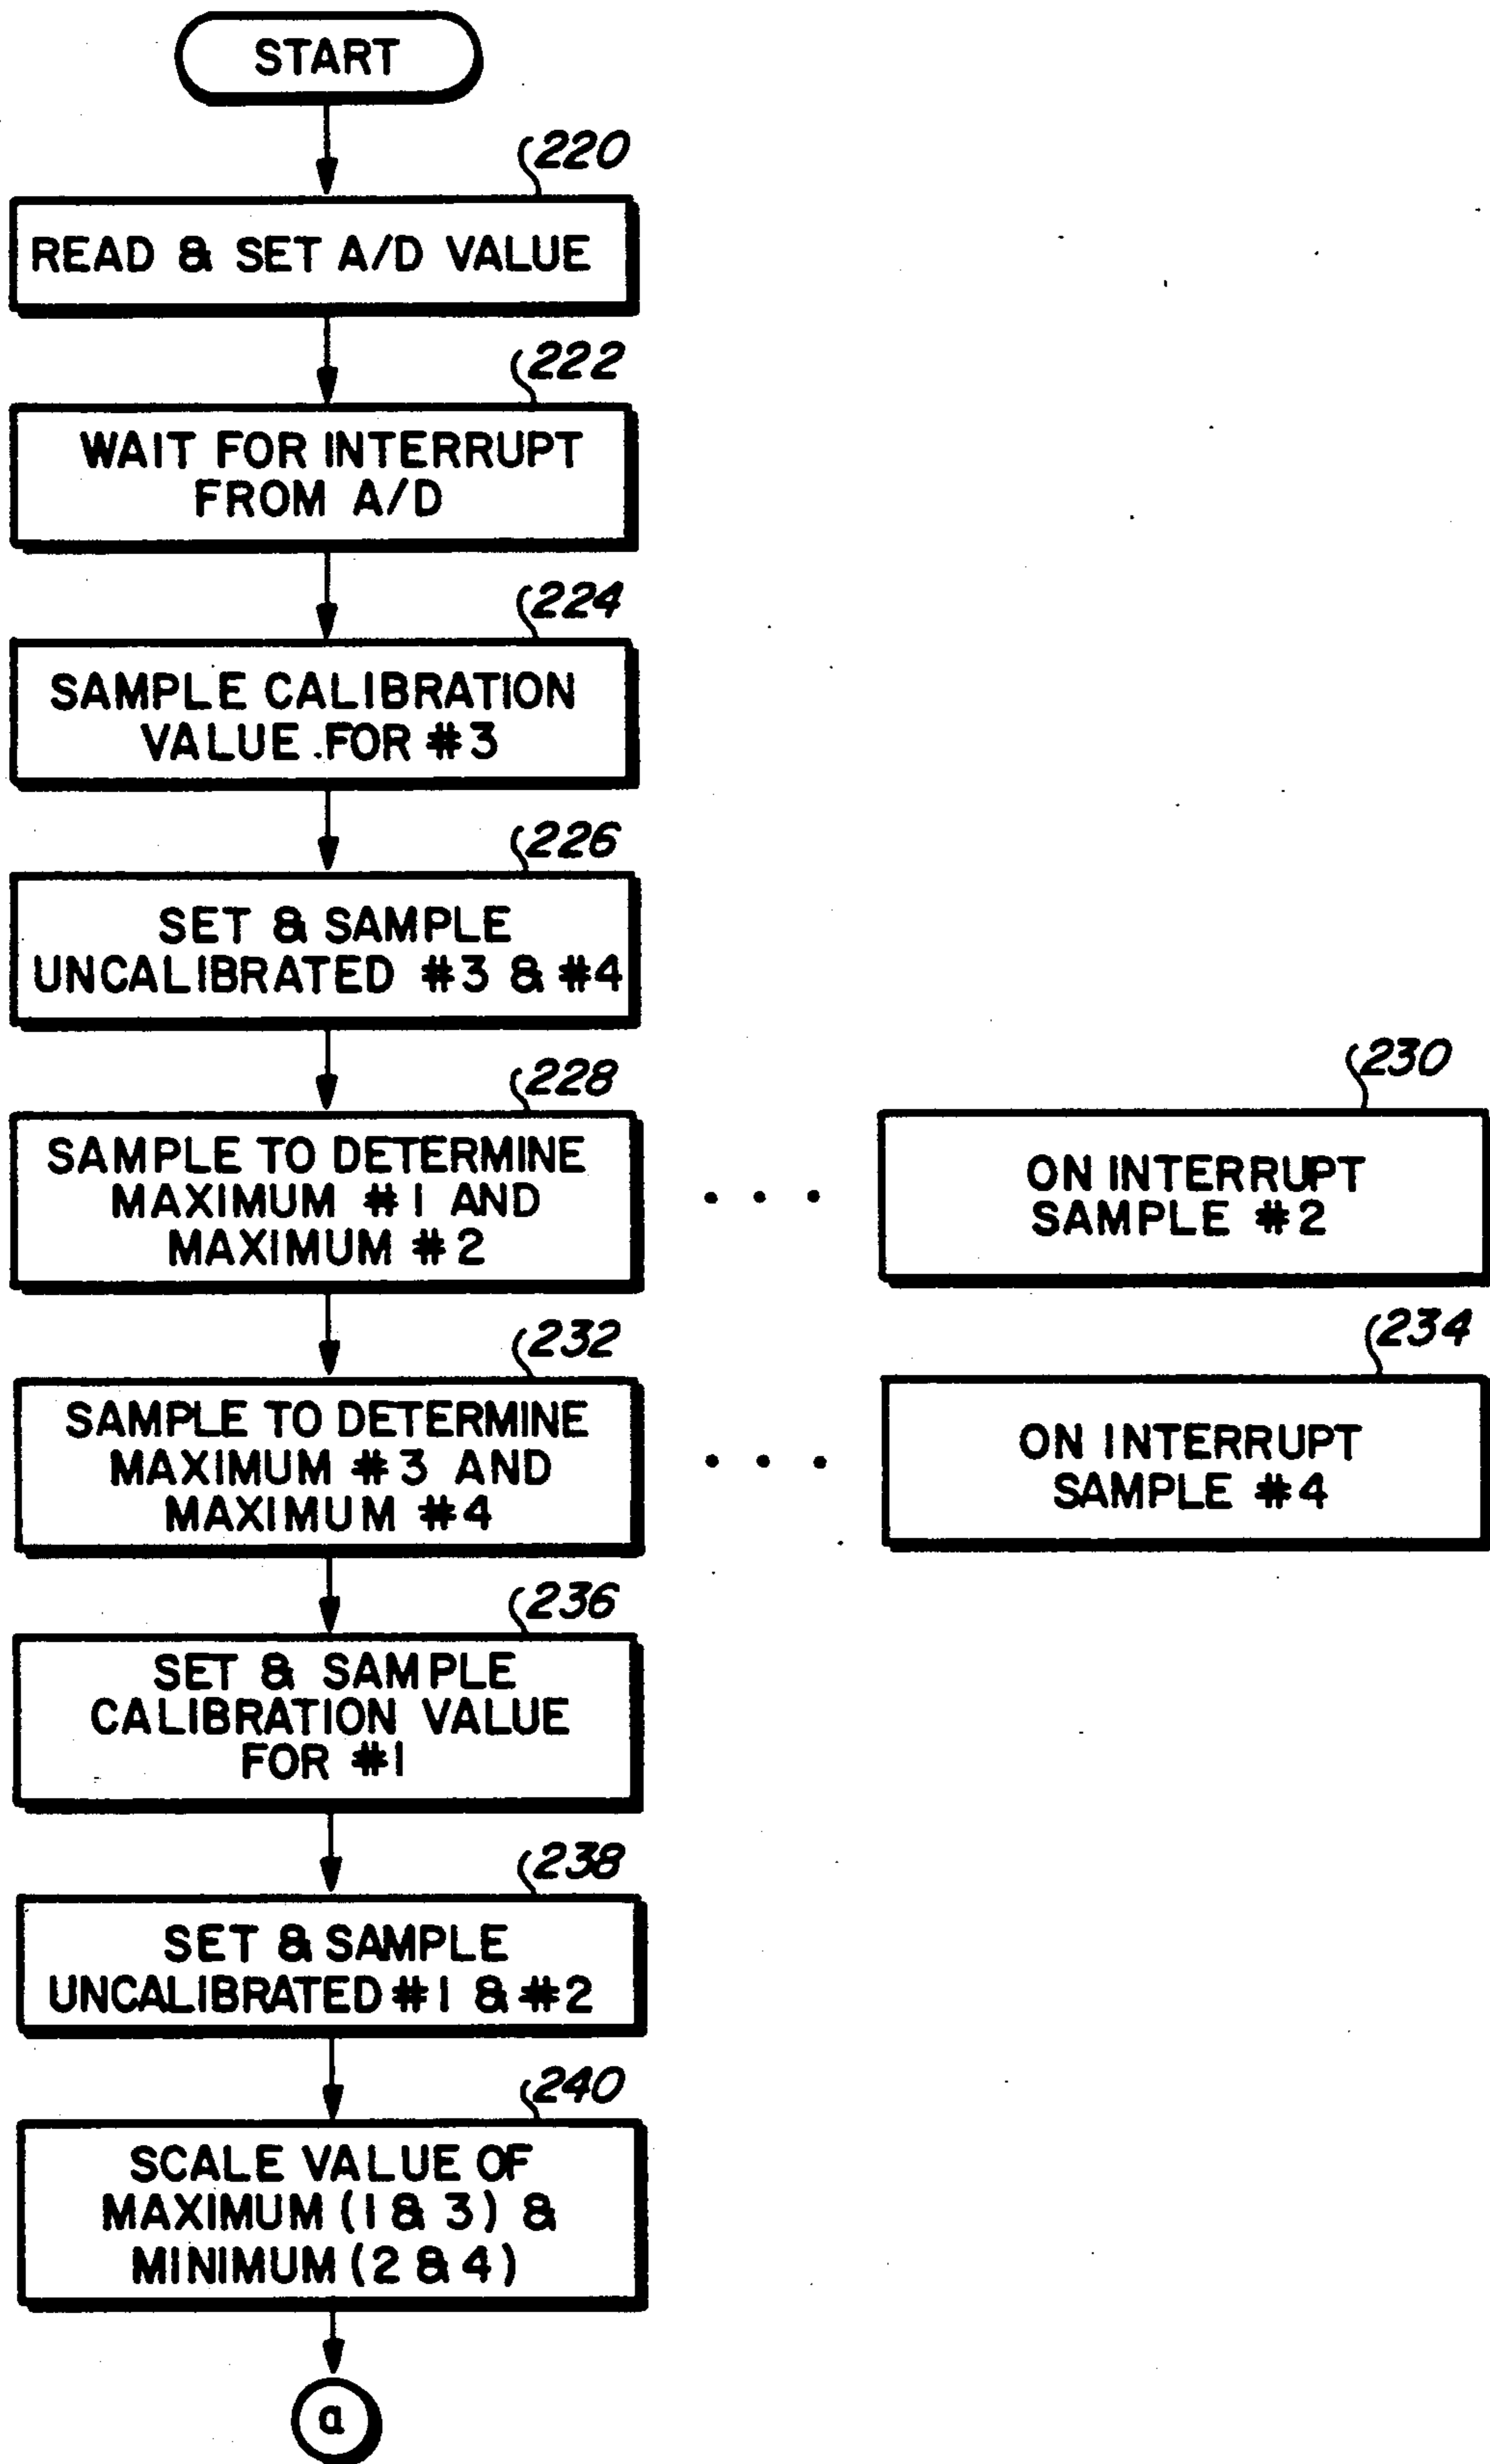 START
220
READ & SET A/D VALUE
222
WAIT FOR INTERRUPT
FROM A/D
224
SAMPLE CALIBRATION
VALUE FOR #3
226
SET & SAMPLE
UNCALIBRATED #3 & #4
228
SAMPLE TO DETERMINE
MAXIMUM #1 AND
MAXIMUM #2
230
ON INTERRUPT
SAMPLE #2
232
SAMPLE TO DETERMINE
MAXIMUM #3 AND
MAXIMUM #4
234
ON INTERRUPT
SAMPLE #4
236
SET & SAMPLE
CALIBRATION VALUE
FOR #1
238
SET & SAMPLE
UNCALIBRATED #1 & #2
240
SCALE VALUE OF
MAXIMUM (1 & 3) &
MINIMUM (2 & 4)
a